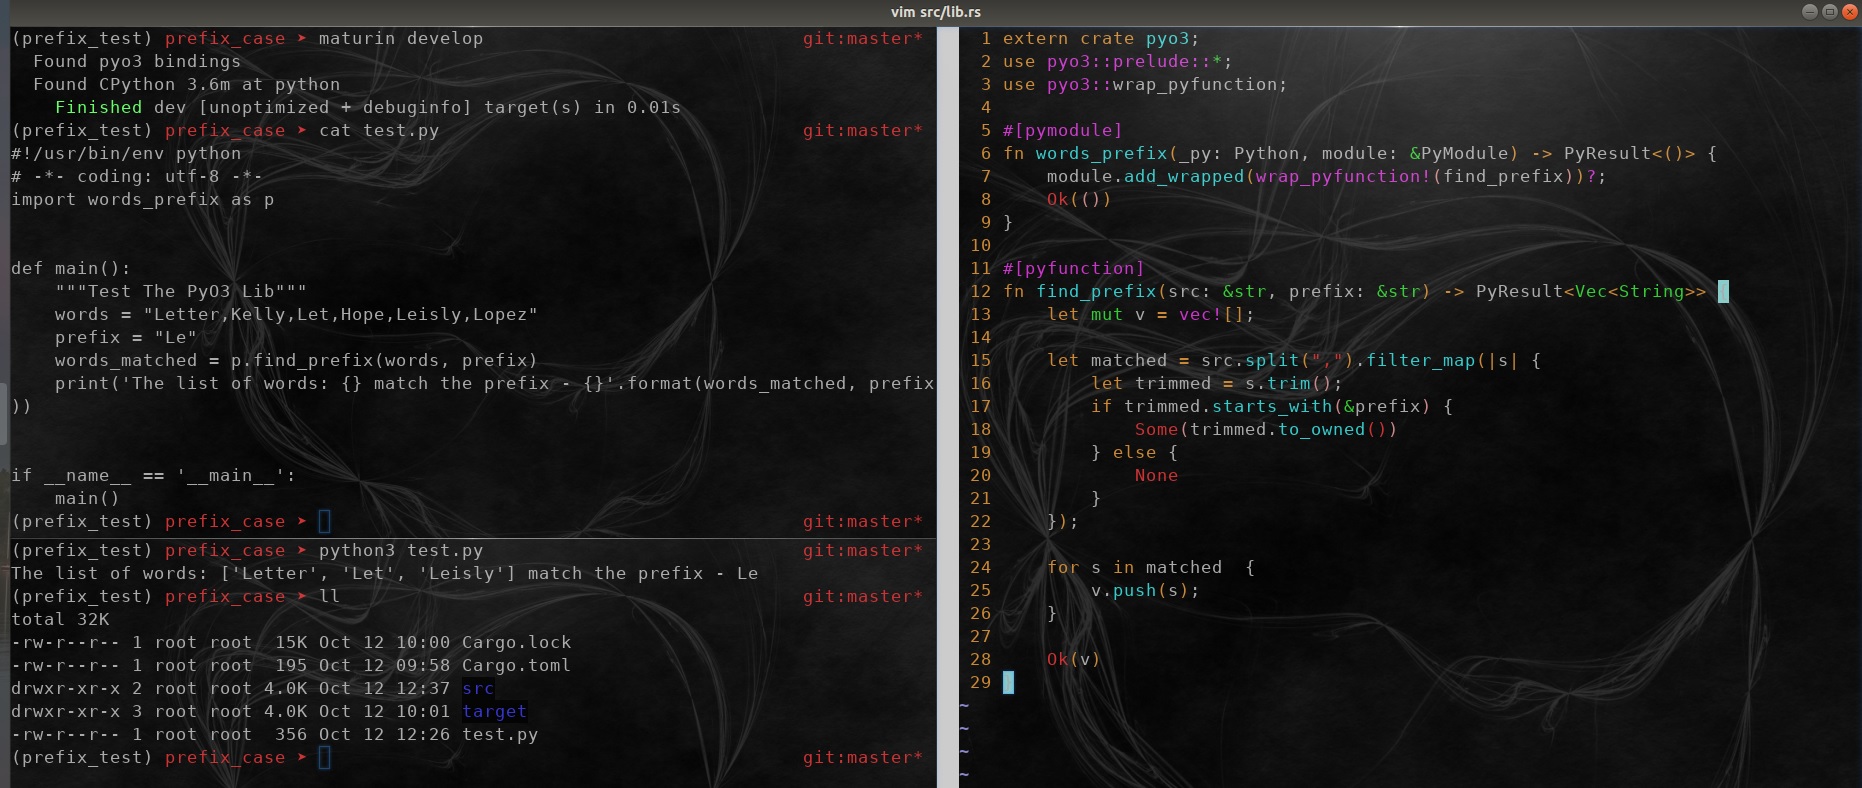 vim src/lib.rs
(prefix_test) prefix_case ➤ maturin develop git:master*
  Found pyo3 bindings
  Found CPython 3.6m at python
    Finished dev [unoptimized + debuginfo] target(s) in 0.01s
(prefix_test) prefix_case ➤ cat test.py git:master*
#!/usr/bin/env python
# -*- coding: utf-8 -*-
import words_prefix as p
def main():
    """Test The PyO3 Lib"""
    words = "Letter,Kelly,Let,Hope,Leisly,Lopez"
    prefix = "Le"
    words_matched = p.find_prefix(words, prefix)
    print('The list of words: {} match the prefix - {}'.format(words_matched, prefix
))
if __name__ == '__main__':
    main()
(prefix_test) prefix_case ➤ git:master*
(prefix_test) prefix_case ➤ python3 test.py git:master*
The list of words: ['Letter', 'Let', 'Leisly'] match the prefix - Le
(prefix_test) prefix_case ➤ ll git:master*
total 32K
-rw-r--r-- 1 root root  15K Oct 12 10:00 Cargo.lock
-rw-r--r-- 1 root root  195 Oct 12 09:58 Cargo.toml
drwxr-xr-x 2 root root 4.0K Oct 12 12:37 src
drwxr-xr-x 3 root root 4.0K Oct 12 10:01 target
-rw-r--r-- 1 root root  356 Oct 12 12:26 test.py
(prefix_test) prefix_case ➤ git:master*
1 extern crate pyo3;
2 use pyo3::prelude::*;
3 use pyo3::wrap_pyfunction;
4
5 #[pymodule]
6 fn words_prefix(_py: Python, module: &PyModule) -> PyResult<()> {
7     module.add_wrapped(wrap_pyfunction!(find_prefix))?;
8     Ok(())
9 }
10
11 #[pyfunction]
12 fn find_prefix(src: &str, prefix: &str) -> PyResult<Vec<String>> {
13     let mut v = vec![];
14
15     let matched = src.split(",").filter_map(|s| {
16         let trimmed = s.trim();
17         if trimmed.starts_with(&prefix) {
18             Some(trimmed.to_owned())
19         } else {
20             None
21         }
22     });
23
24     for s in matched  {
25         v.push(s);
26     }
27
28     Ok(v)
29 }
~
~
~
~